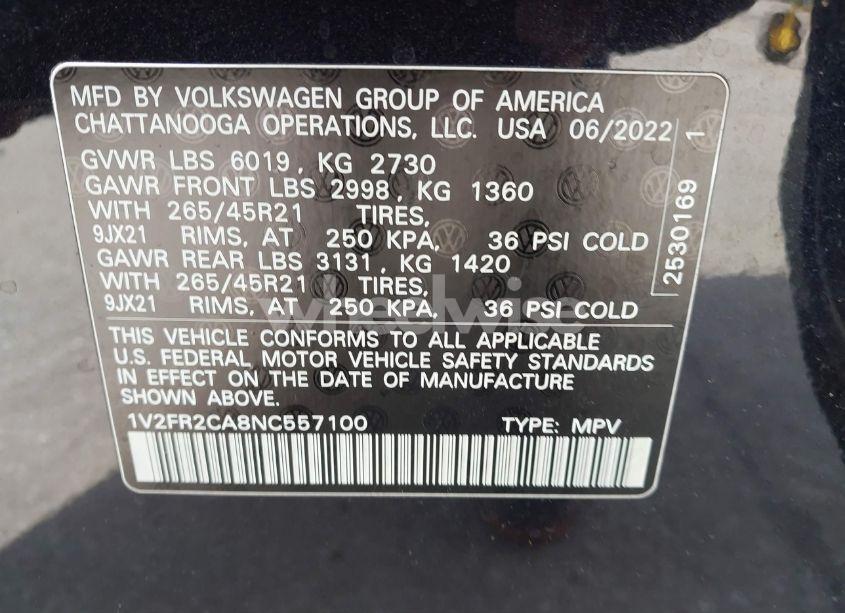 MFD BY VOLKSWAGEN GROUP OF AMERICA
CHATTANOOGA OPERATIONS, LLC. USA 06/2022
GVWR LBS 6019, KG 2730
GAWR FRONT LBS 2998, KG 1360
WITH 265/45R21 TIRES,
9JX21 RIMS, AT 250 KPA, 36 PSI COLD
GAWR REAR LBS 3131, KG 1420
WITH 265/45R21 TIRES,
9JX21 RIMS, AT 250 KPA, 36 PSI COLD
2530169 1
THIS VEHICLE CONFORMS TO ALL APPLICABLE
U.S. FEDERAL MOTOR VEHICLE SAFETY STANDARDS
IN EFFECT ON THE DATE OF MANUFACTURE
SHOWN ABOVE.
1V2FR2CA8NC557100 TYPE: MPV